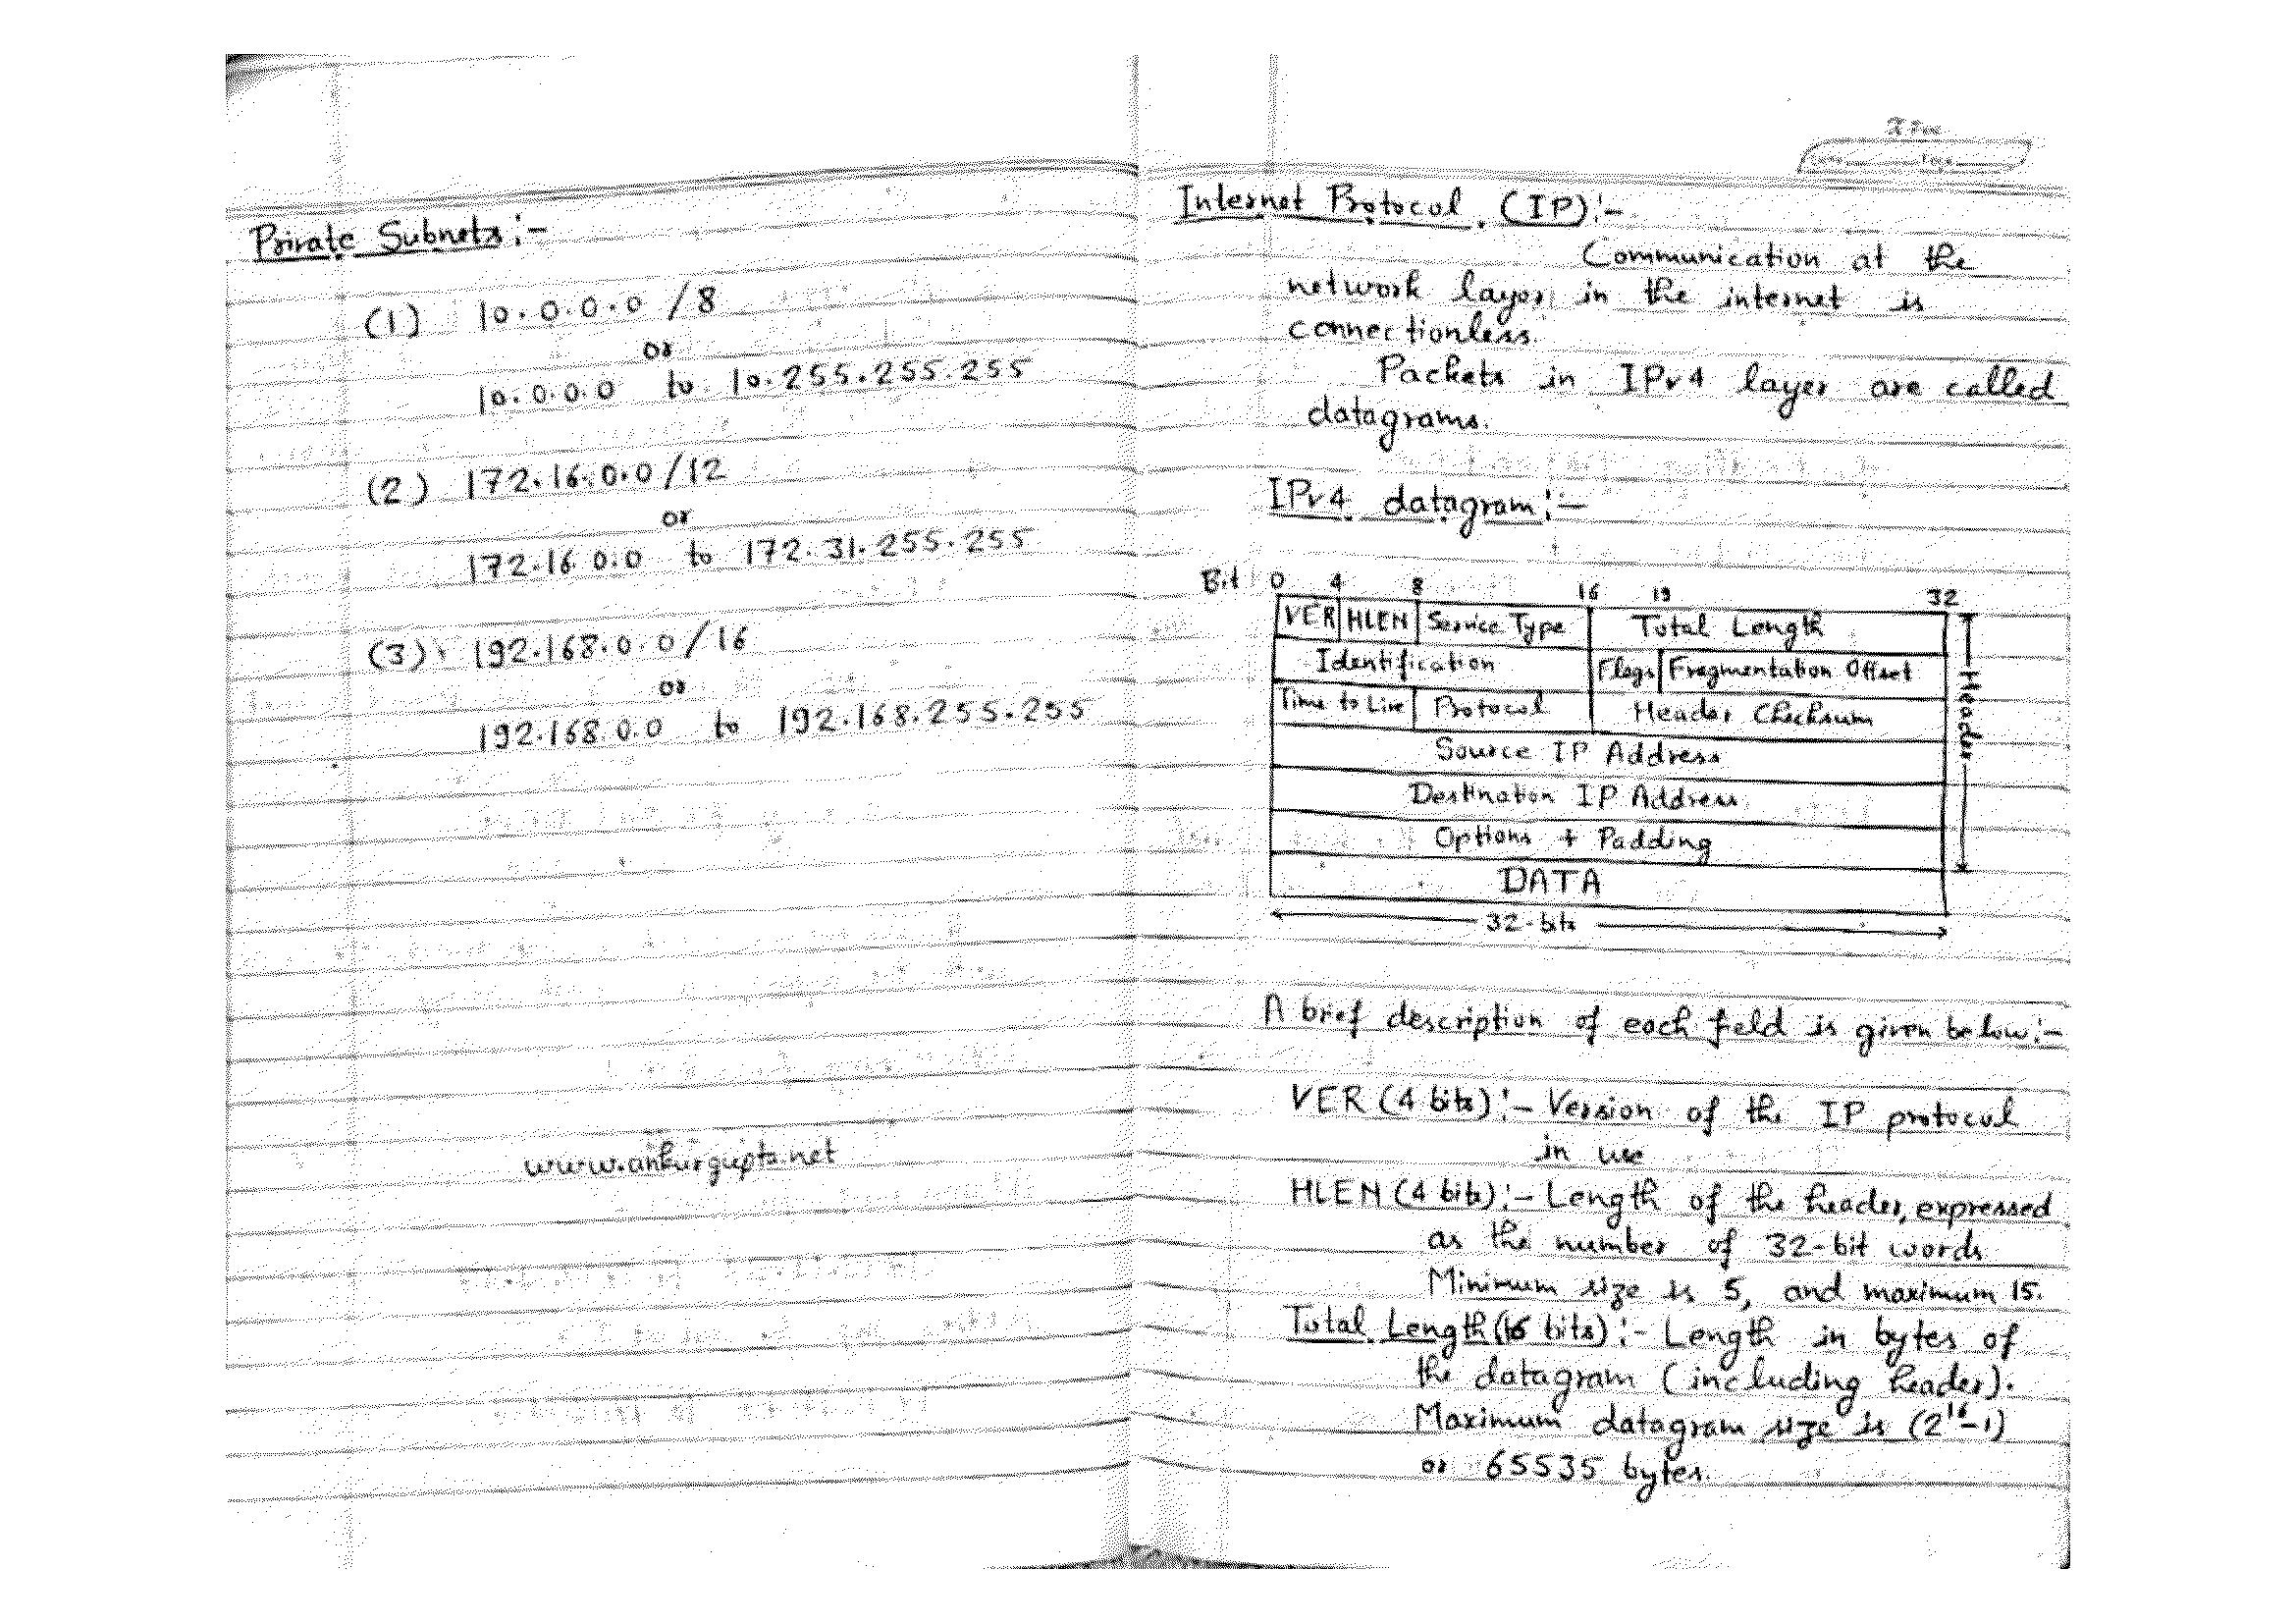 Private Subnets:-
(1) 10.0.0.0 /8
or
10.0.0.0 to 10.255.255.255
(2) 172.16.0.0/12
or
172.16.0.0 to 172.31.255.255
(3) 192.168.0.0/16
or
192.168.0.0 to 192.168.255.255
www.ankurgupta.net
Internet Protocol (IP):-
Communication at the
network layer in the internet is
connectionless.
Packets in IPv4 layer are called
datagrams.
IPv4 datagram:-
Bit 0 4 8 16 19 32
VER HLEN Service Type Total Length
Identification Flags Fragmentation Offset
Time to Live Protocol Header Checksum
Source IP Address
Destination IP Address
Options + Padding
DATA
Header
32-bits
A brief description of each field is given below:-
VER (4 bits):- Version of the IP protocol
in use
HLEN (4 bits):- Length of the header, expressed
as the number of 32-bit words
Minimum size is 5, and maximum 15.
Total Length (16 bits):- Length in bytes of
the datagram (including header).
Maximum datagram size is (2¹⁶-1)
or 65535 bytes.